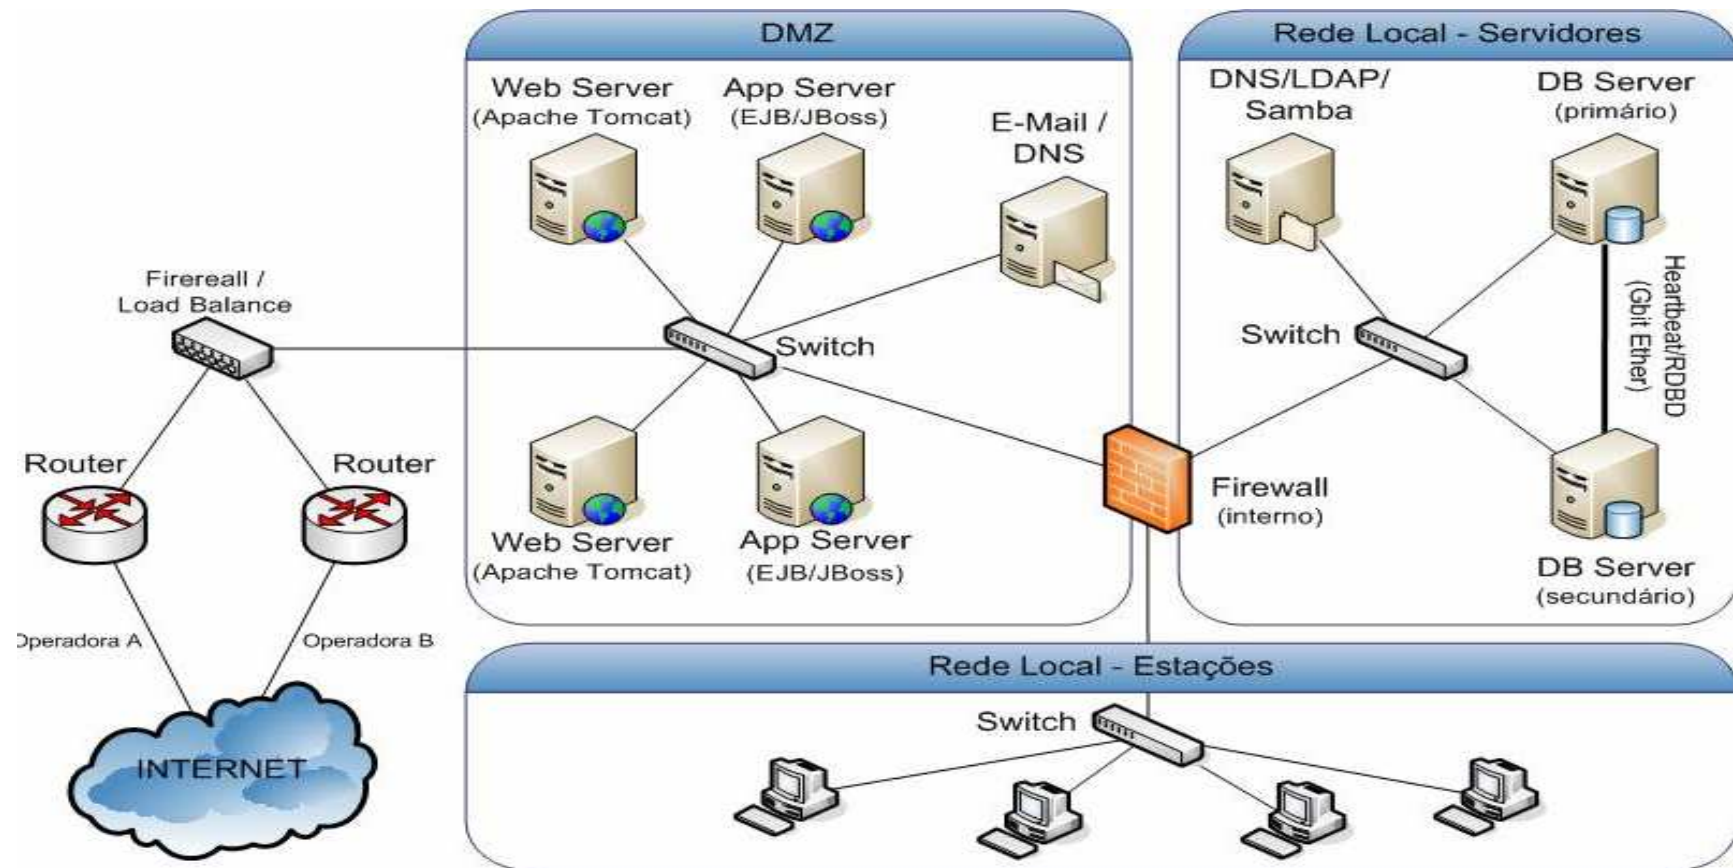 DMZ
Web Server
(Apache Tomcat)
App Server
(EJB/JBoss)
E-Mail /
DNS
Switch
Web Server
(Apache Tomcat)
App Server
(EJB/JBoss)
Rede Local - Servidores
DNS/LDAP/
Samba
DB Server
(primário)
Switch
Heartbeat/RDBD
(Gbit Ether)
DB Server
(secundário)
Firewall
(interno)
Firereall /
Load Balance
Router
Router
Operadora A
Operadora B
INTERNET
Rede Local - Estações
Switch